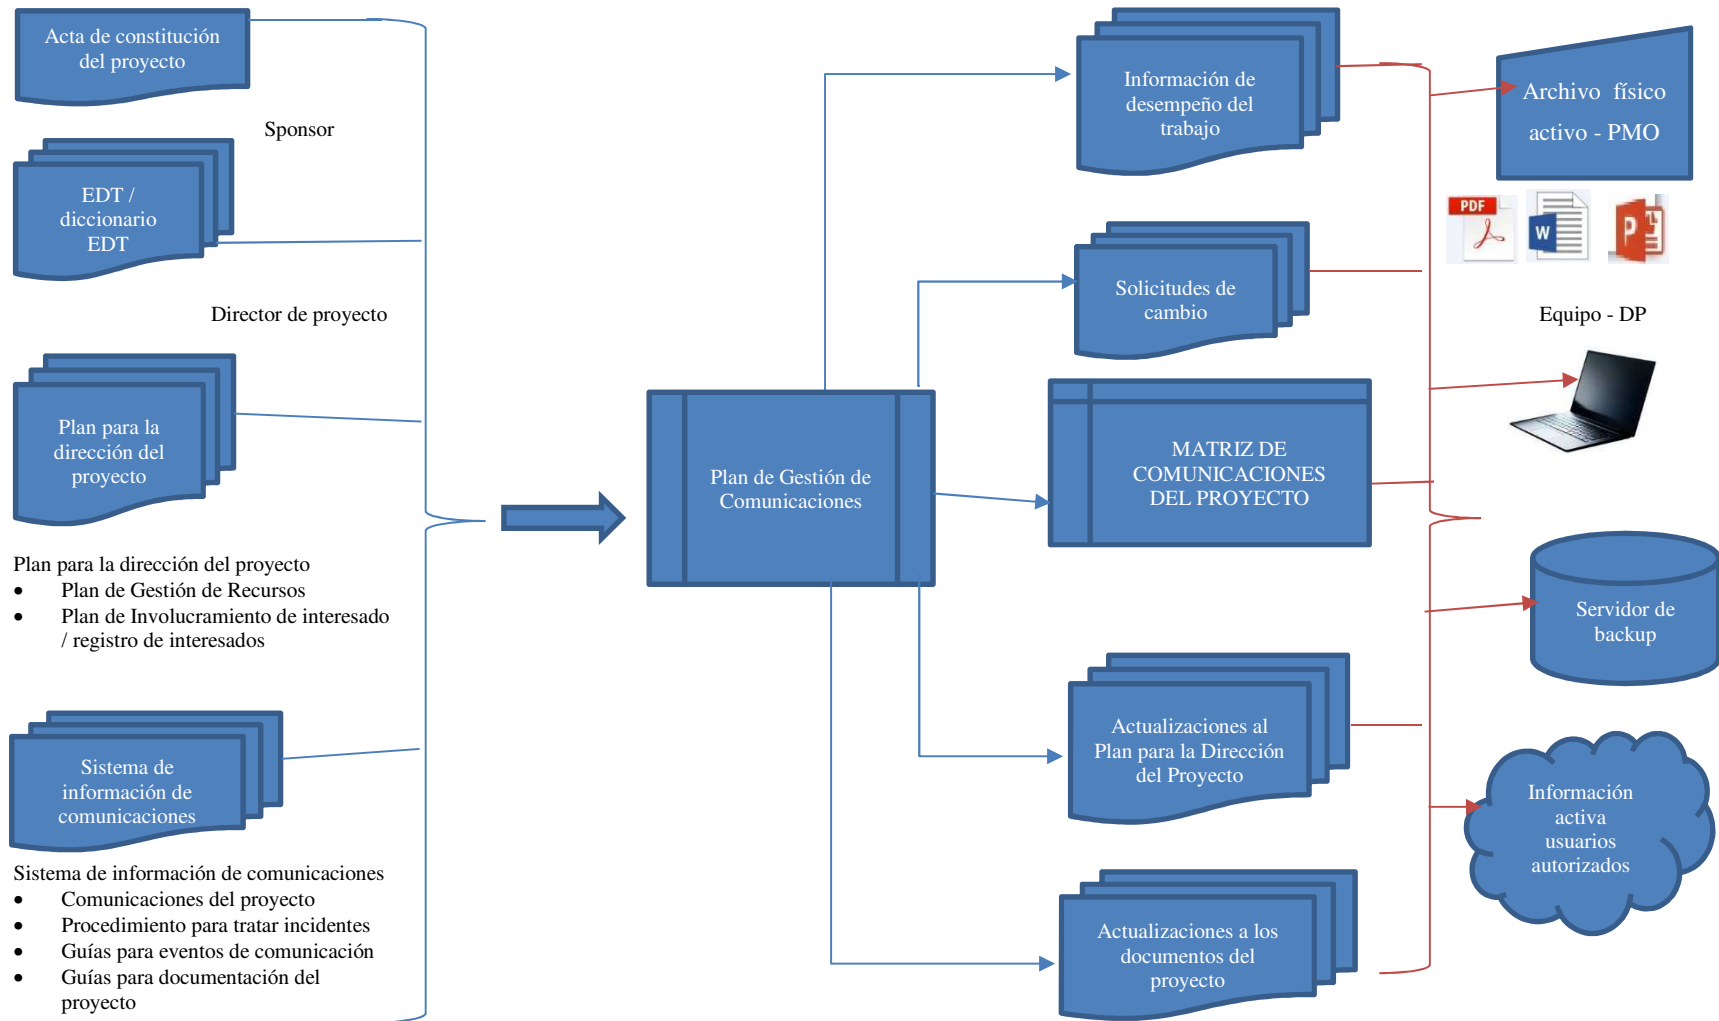 Acta de constitución
del proyecto
Sponsor
EDT /
diccionario
EDT
Director de proyecto
Plan para la
dirección del
proyecto
Plan para la dirección del proyecto
• Plan de Gestión de Recursos
• Plan de Involucramiento de interesado
/ registro de interesados
Sistema de
información de
comunicaciones
Sistema de información de comunicaciones
• Comunicaciones del proyecto
• Procedimiento para tratar incidentes
• Guías para eventos de comunicación
• Guías para documentación del
proyecto
Plan de Gestión de
Comunicaciones
Información de
desempeño del
trabajo
Solicitudes de
cambio
MATRIZ DE
COMUNICACIONES
DEL PROYECTO
Actualizaciones al
Plan para la Dirección
del Proyecto
Actualizaciones a los
documentos del
proyecto
Archivo físico
activo - PMO
PDF
W
P
Equipo - DP
Servidor de
backup
Información
activa
usuarios
autorizados